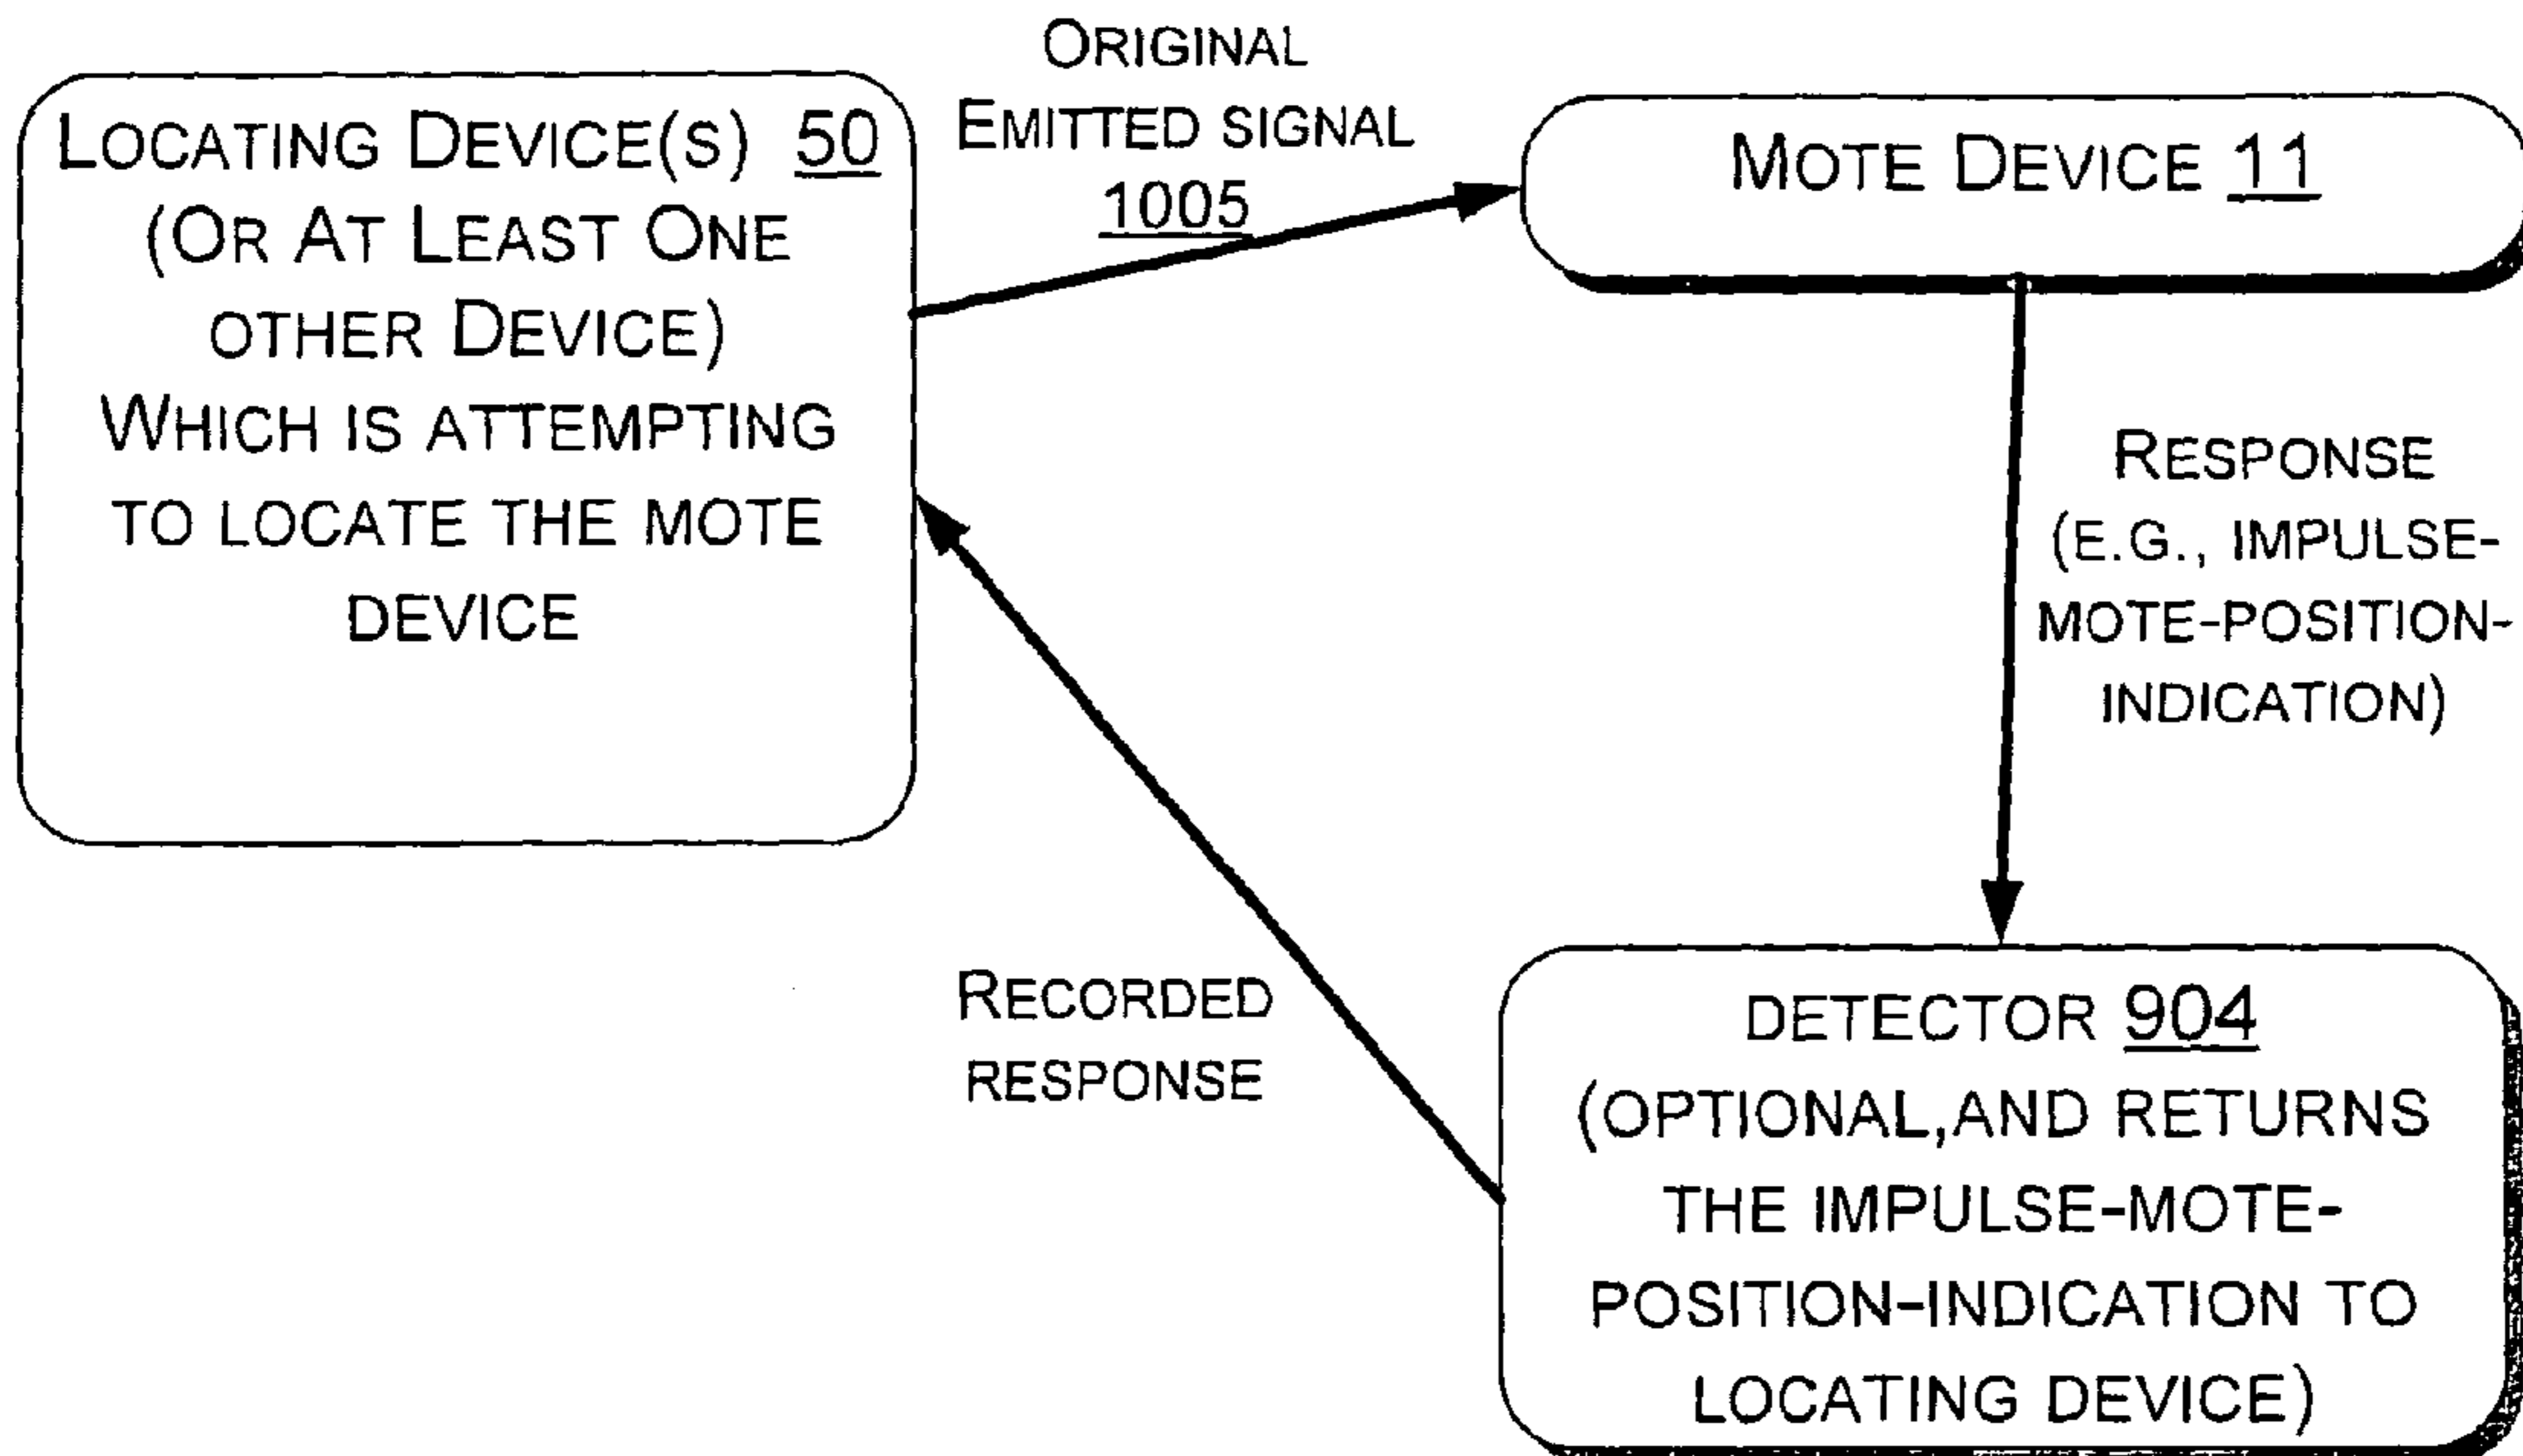 LOCATING DEVICE(S) 50
(OR AT LEAST ONE
OTHER DEVICE)
WHICH IS ATTEMPTING
TO LOCATE THE MOTE
DEVICE
ORIGINAL
EMITTED SIGNAL
1005
MOTE DEVICE 11
RESPONSE
(E.G., IMPULSE-
MOTE-POSITION-
INDICATION)
RECORDED
RESPONSE
DETECTOR 904
(OPTIONAL,AND RETURNS
THE IMPULSE-MOTE-
POSITION-INDICATION TO
LOCATING DEVICE)